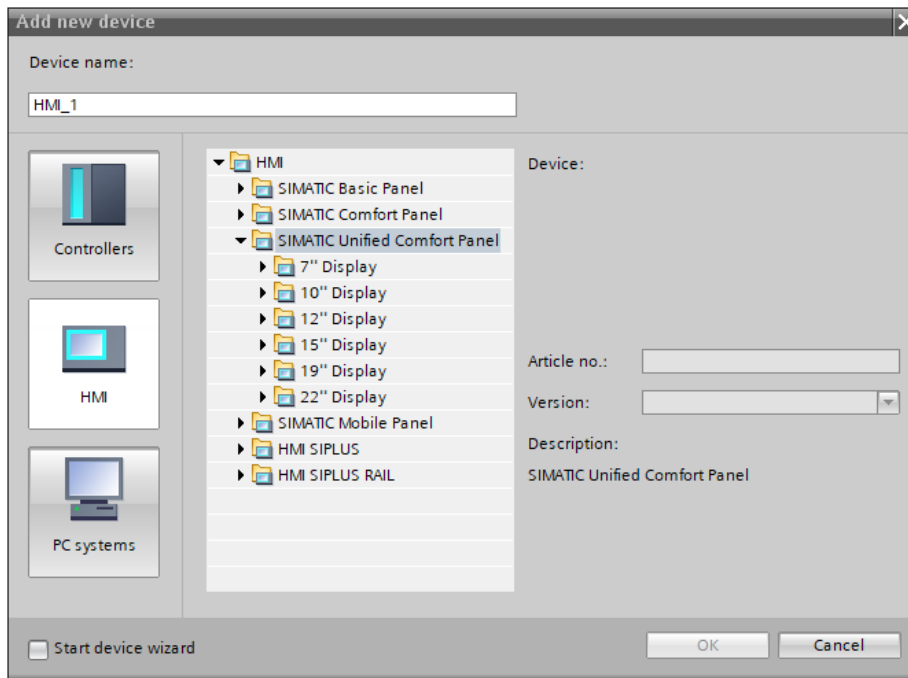 Add new device
Device name:
HMI_1
Controllers
HMI
PC systems
HMI
SIMATIC Basic Panel
SIMATIC Comfort Panel
SIMATIC Unified Comfort Panel
7" Display
10" Display
12" Display
15" Display
19" Display
22" Display
SIMATIC Mobile Panel
HMI SIPLUS
HMI SIPLUS RAIL
Device:
Article no.:
Version:
Description:
SIMATIC Unified Comfort Panel
Start device wizard
OK
Cancel